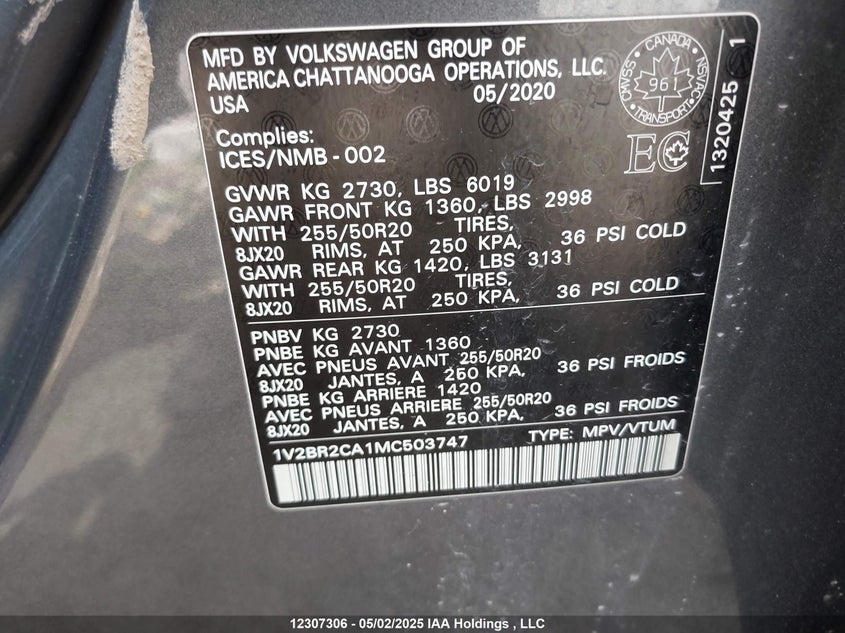 MFD BY VOLKSWAGEN GROUP OF
AMERICA CHATTANOOGA OPERATIONS, LLC.
USA 05/2020
Complies:
ICES/NMB-002
GVWR KG 2730, LBS 6019
GAWR FRONT KG 1360, LBS 2998
WITH 255/50R20 TIRES,
8JX20 RIMS, AT 250 KPA, 36 PSI COLD
GAWR REAR KG 1420, LBS 3131
WITH 255/50R20 TIRES,
8JX20 RIMS, AT 250 KPA, 36 PSI COLD
PNBV KG 2730
PNBE KG AVANT 1360
AVEC PNEUS AVANT 255/50R20
8JX20 JANTES, A 250 KPA, 36 PSI FROIDS
PNBE KG ARRIERE 1420
AVEC PNEUS ARRIERE 255/50R20
8JX20 JANTES, A 250 KPA, 36 PSI FROIDS
1V2BR2CA1MC503747 TYPE: MPV/VTUM
CANADA
CMVSS NSVAC
961
TRANSPORT
EC
1320425 1
12307306 - 05/02/2025 IAA Holdings , LLC